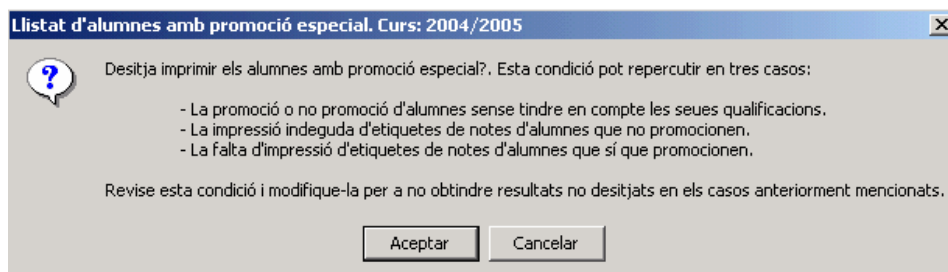 Llistat d'alumnes amb promoció especial. Curs: 2004/2005
Desitja imprimir els alumnes amb promoció especial?. Esta condició pot repercutir en tres casos:
- La promoció o no promoció d'alumnes sense tindre en compte les seues qualificacions.
- La impressió indeguda d'etiquetes de notes d'alumnes que no promocionen.
- La falta d'impressió d'etiquetes de notes d'alumnes que sí que promocionen.
Revise esta condició i modifique-la per a no obtindre resultats no desitjats en els casos anteriorment mencionats.
Aceptar Cancelar